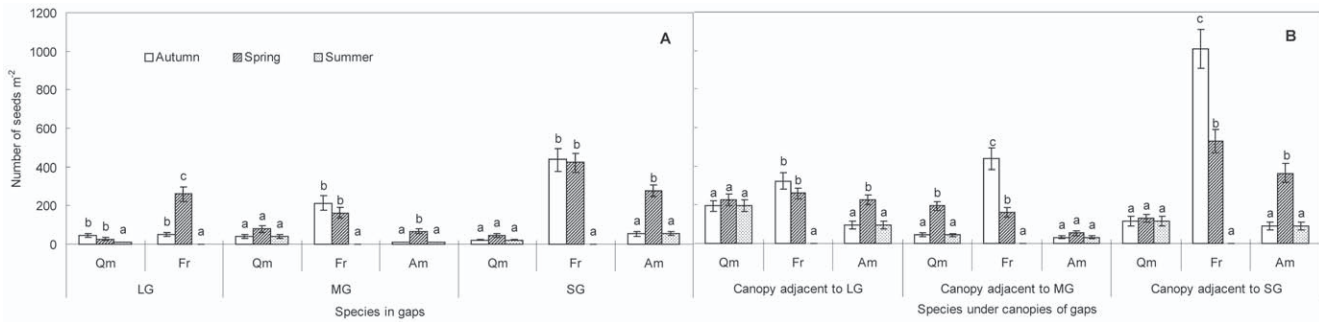 1200
1000
800
600
400
200
0
Number of seeds m-2
Autumn Spring Summer
A
B
b b a b c a a a a b b a a b a a a b b a a b a
a a a b b a a b a a b a c b a a a a a a a c b a a b a
Qm Fr Qm Fr Am Qm Fr Am Qm Fr Am Qm Fr Am Qm Fr Am
LG MG SG Canopy adjacent to LG Canopy adjacent to MG Canopy adjacent to SG
Species in gaps Species under canopies of gaps